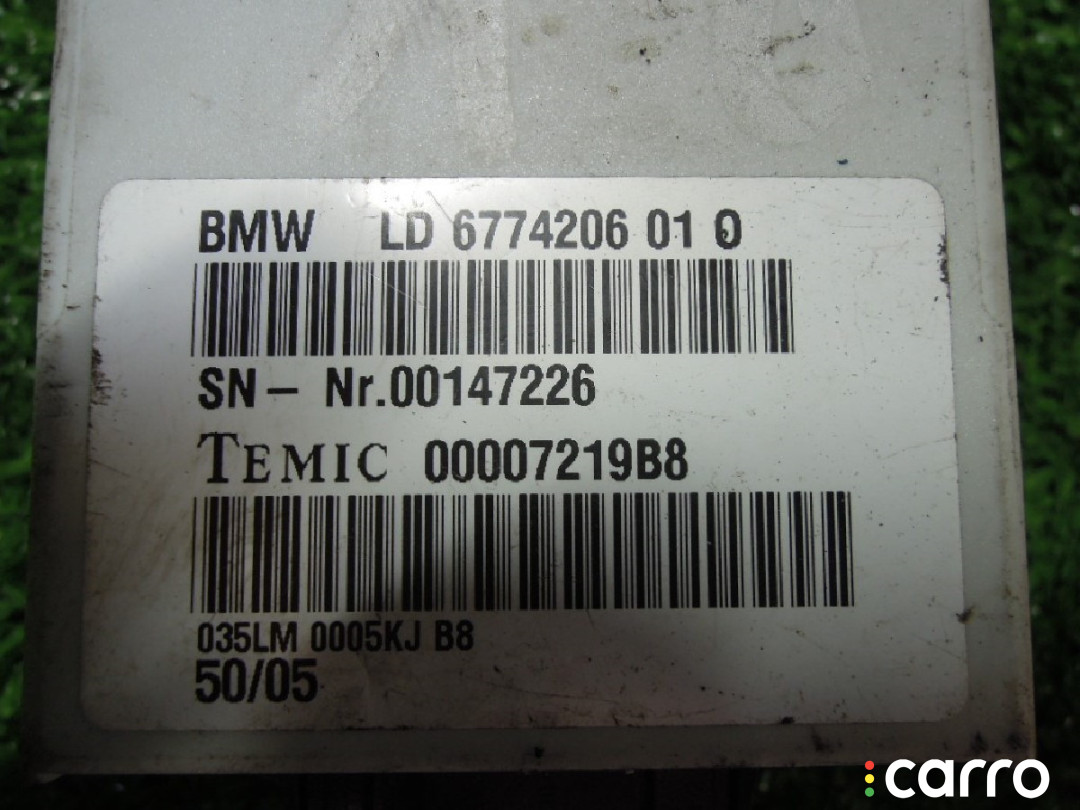 BMW LD 6774206 01 0
SN- Nr.00147226
TEMIC 00007219B8
035LM 0005KJ B8
50/05
carro